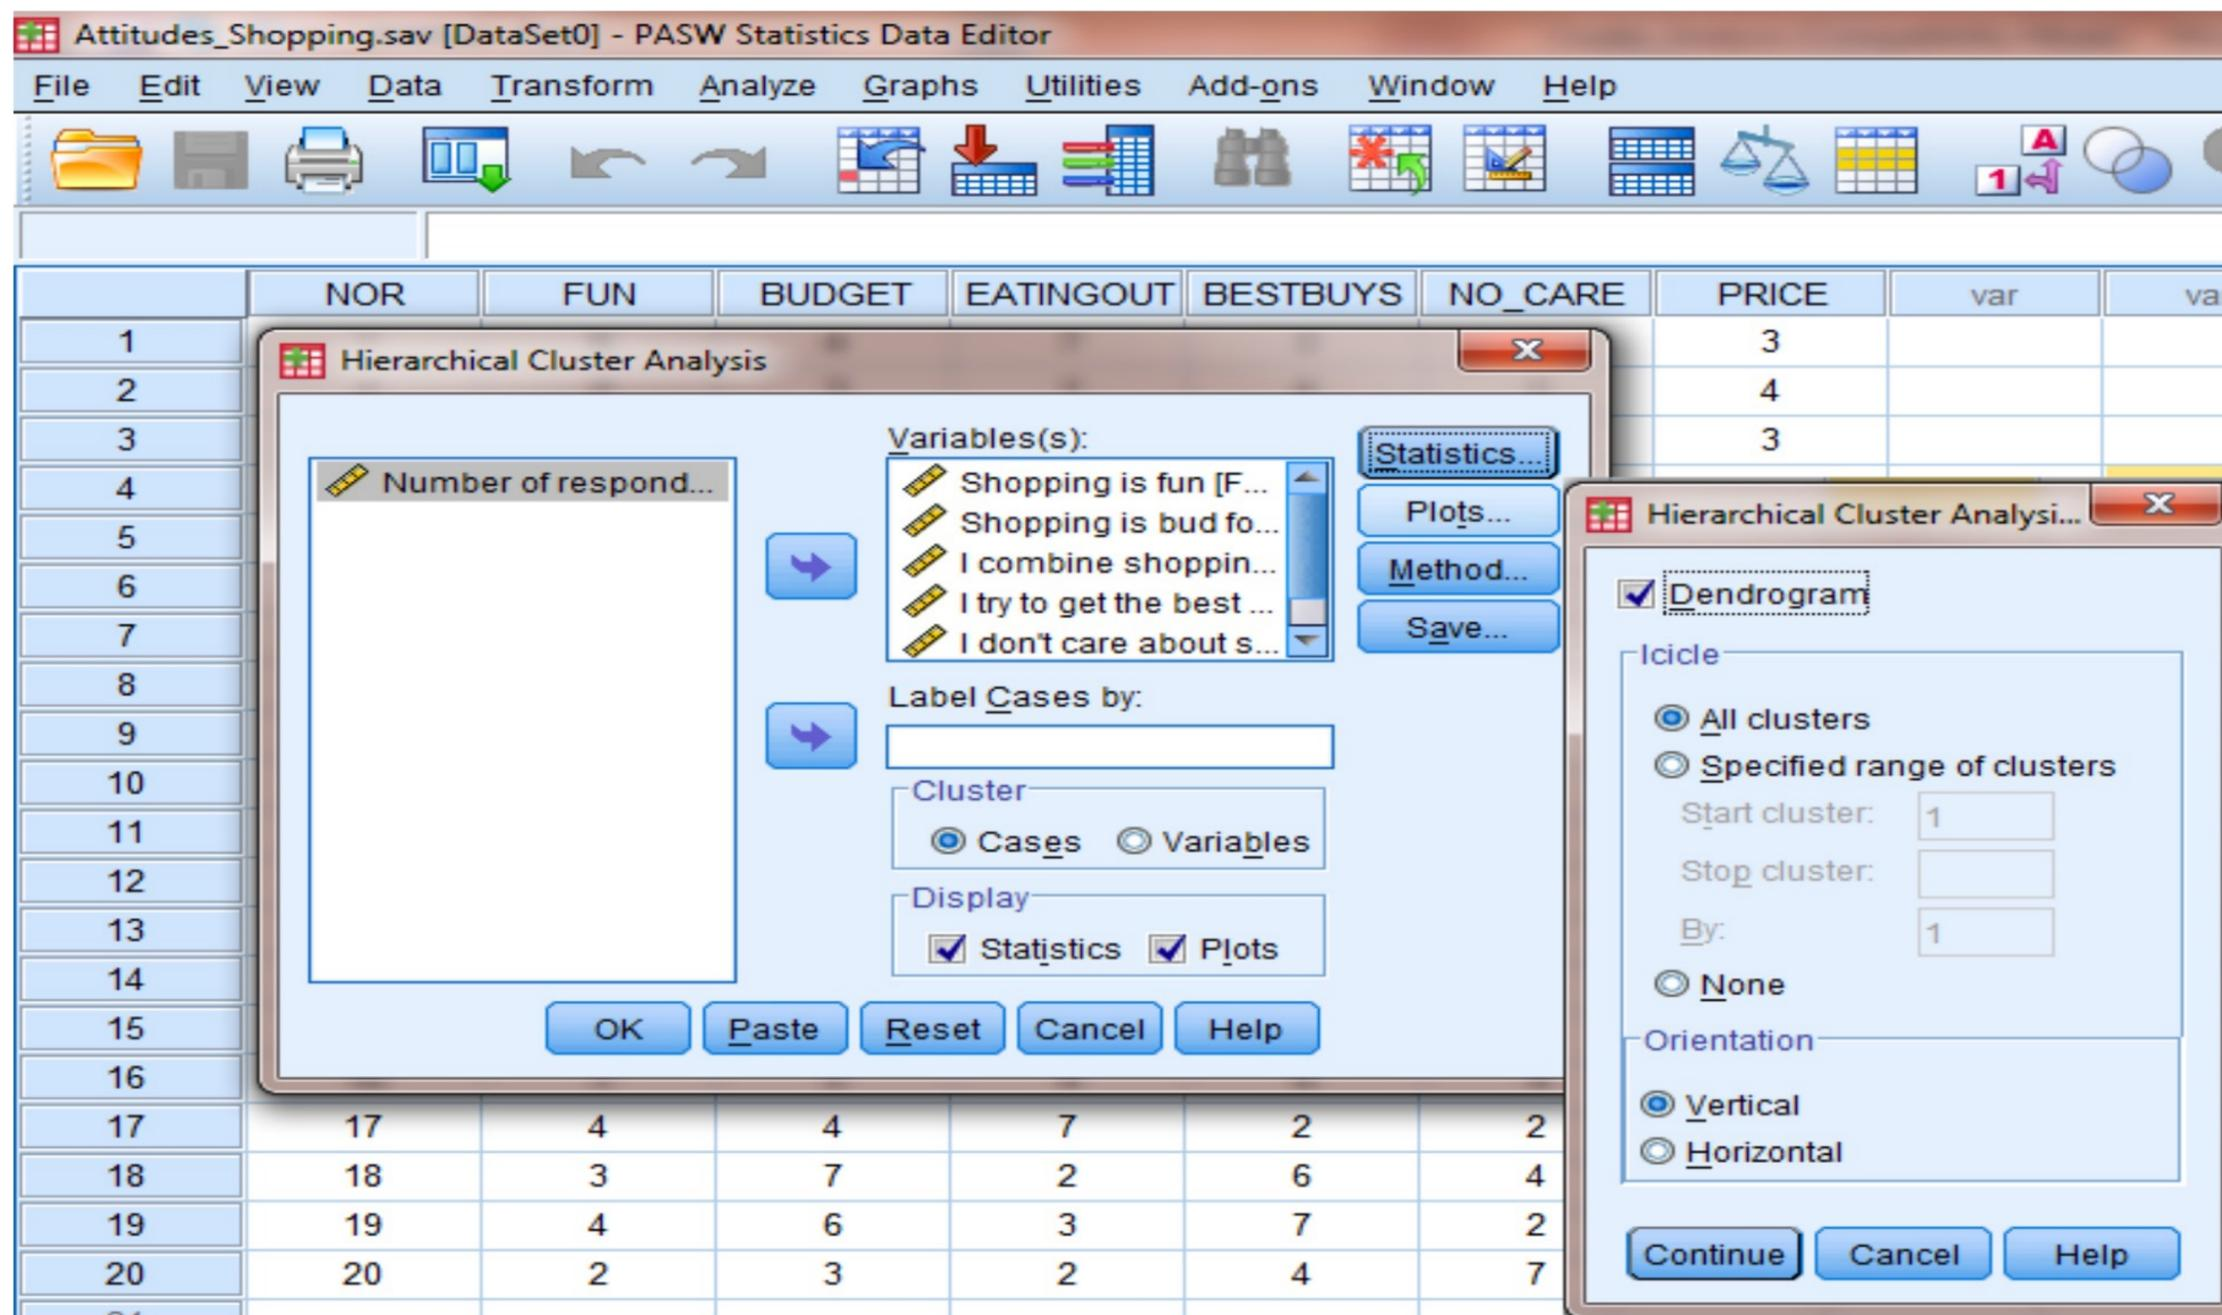 Attitudes_Shopping.sav [DataSet0] - PASW Statistics Data Editor
File Edit View Data Transform Analyze Graphs Utilities Add-ons Window Help
A
1
NOR FUN BUDGET EATINGOUT BESTBUYS NO_CARE PRICE var va
1 3
2 4
3 3
4
5
6
7
8
9
10
11
12
13
14
15
16
17 17 4 4 7 2 2
18 18 3 7 2 6 4
19 19 4 6 3 7 2
20 20 2 3 2 4 7
Hierarchical Cluster Analysis
Number of respond...
Variables(s):
Shopping is fun [F...
Shopping is bud fo...
I combine shoppin...
I try to get the best ...
I don't care about s...
Label Cases by:
Cluster
Cases Variables
Display
Statistics Plots
Statistics...
Plots...
Method...
Save...
OK Paste Reset Cancel Help
Hierarchical Cluster Analysi...
Dendrogram
Icicle
All clusters
Specified range of clusters
Start cluster: 1
Stop cluster:
By: 1
None
Orientation
Vertical
Horizontal
Continue Cancel Help